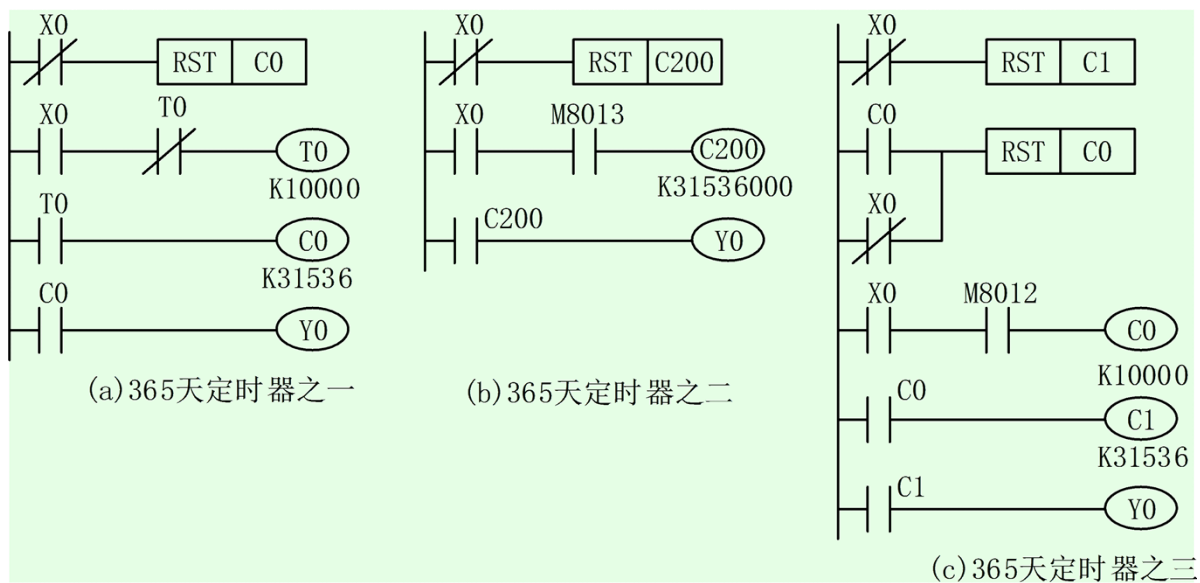 X0
RST C0
X0 T0
T0
K10000
T0
C0
K31536
C0
Y0
(a)365天定时器之一
X0
RST C200
X0 M8013
C200
K31536000
C200
Y0
(b)365天定时器之二
X0
RST C1
C0
RST C0
X0
X0 M8012
C0
K10000
C0
C1
K31536
C1
Y0
(c)365天定时器之三